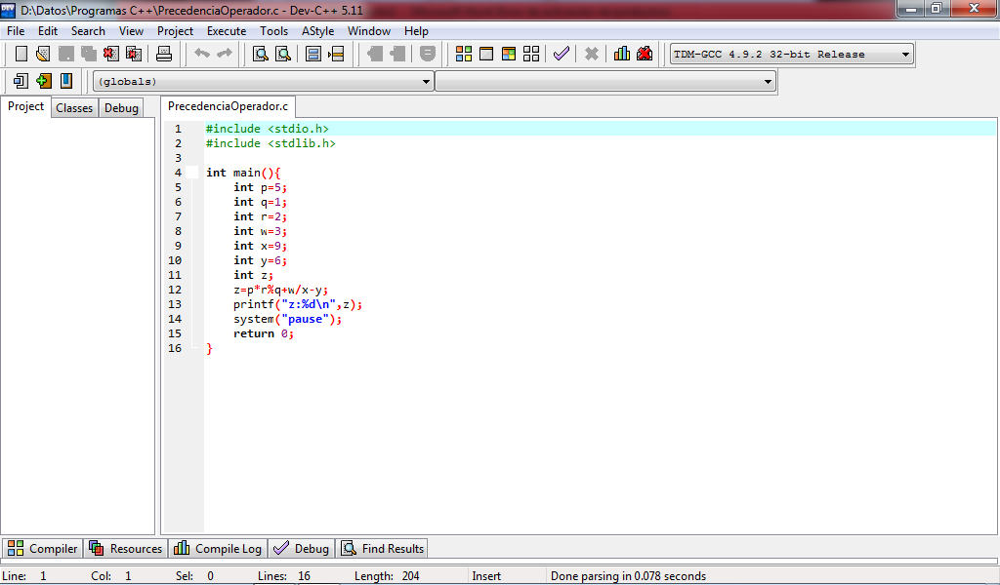 D:\Datos\Programas C++\PrecedenciaOperador.c - Dev-C++ 5.11
File Edit Search View Project Execute Tools AStyle Window Help
TDM-GCC 4.9.2 32-bit Release
(globals)
Project Classes Debug
PrecedenciaOperador.c
1 #include <stdio.h>
2 #include <stdlib.h>
3
4 int main(){
5 int p=5;
6 int q=1;
7 int r=2;
8 int w=3;
9 int x=9;
10 int y=6;
11 int z;
12 z=p*r%q+w/x-y;
13 printf("z:%d\n",z);
14 system("pause");
15 return 0;
16 }
Compiler Resources Compile Log Debug Find Results
Line: 1 Col: 1 Sel: 0 Lines: 16 Length: 204 Insert Done parsing in 0.078 seconds